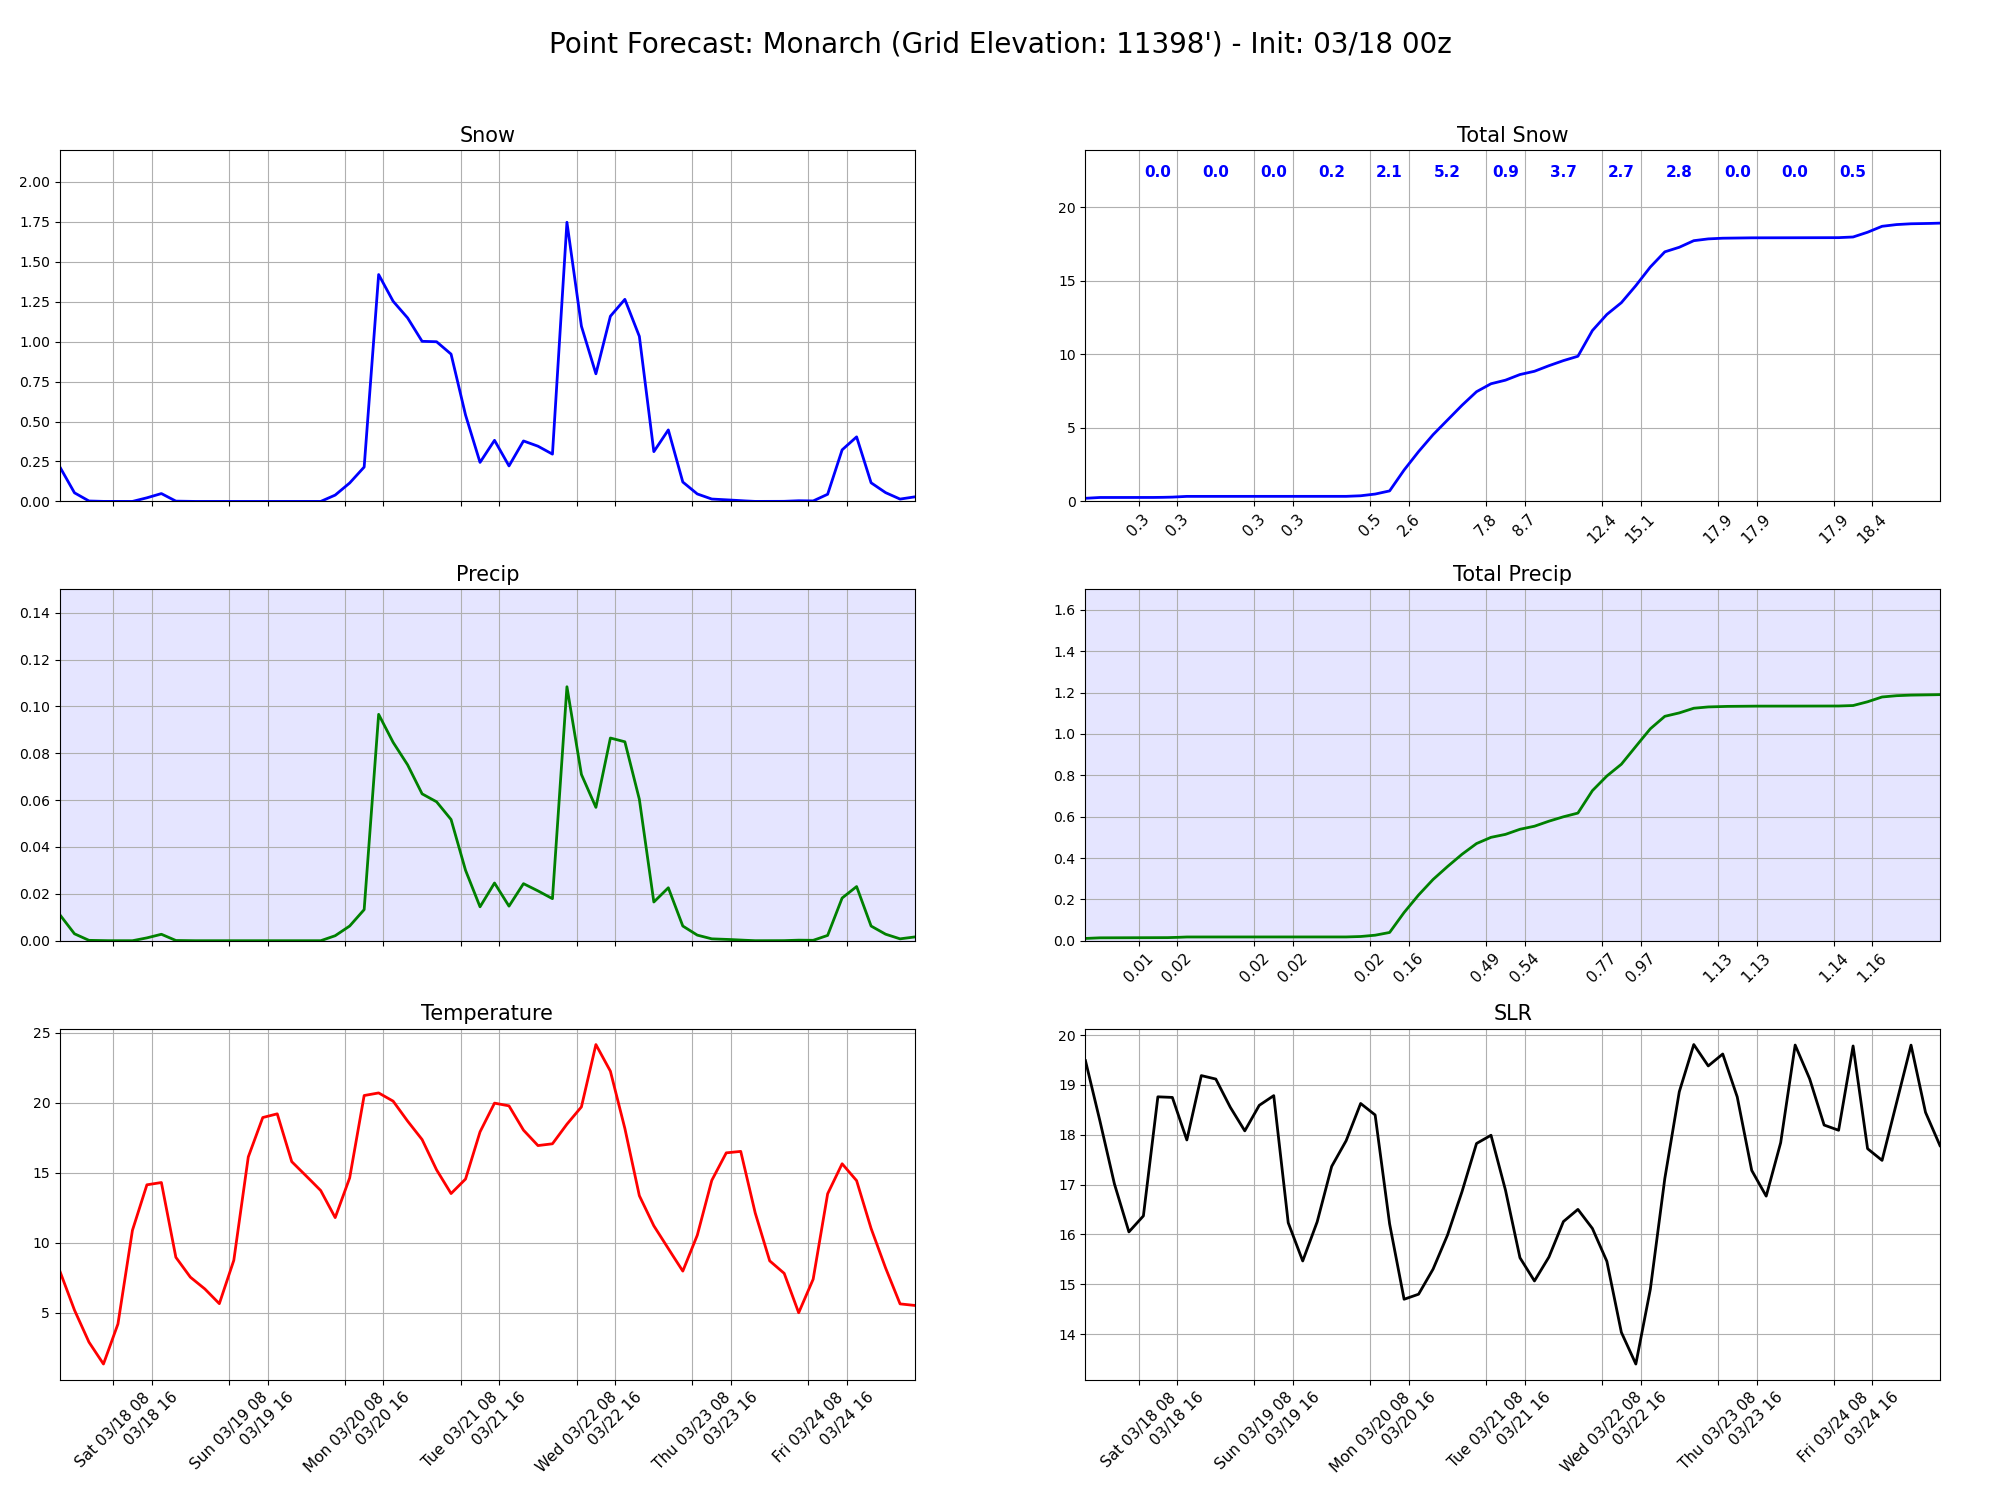 Point Forecast: Monarch (Grid Elevation: 11398') - Init: 03/18 00z
Snow
2.00
1.75
1.50
1.25
1.00
0.75
0.50
0.25
0.00
Total Snow
0.0 0.0 0.0 0.2 2.1 5.2 0.9 3.7 2.7 2.8 0.0 0.0 0.5
20
15
10
5
0
0.3 0.3 0.3 0.3 0.5 2.6 7.8 8.7 12.4 15.1 17.9 17.9 17.9 18.4
Precip
0.14
0.12
0.10
0.08
0.06
0.04
0.02
0.00
Total Precip
1.6
1.4
1.2
1.0
0.8
0.6
0.4
0.2
0.0
0.01 0.02 0.02 0.02 0.02 0.16 0.49 0.54 0.77 0.97 1.13 1.13 1.14 1.16
Temperature
25
20
15
10
5
Sat 03/18 08
03/18 16
Sun 03/19 08
03/19 16
Mon 03/20 08
03/20 16
Tue 03/21 08
03/21 16
Wed 03/22 08
03/22 16
Thu 03/23 08
03/23 16
Fri 03/24 08
03/24 16
SLR
20
19
18
17
16
15
14
Sat 03/18 08
03/18 16
Sun 03/19 08
03/19 16
Mon 03/20 08
03/20 16
Tue 03/21 08
03/21 16
Wed 03/22 08
03/22 16
Thu 03/23 08
03/23 16
Fri 03/24 08
03/24 16